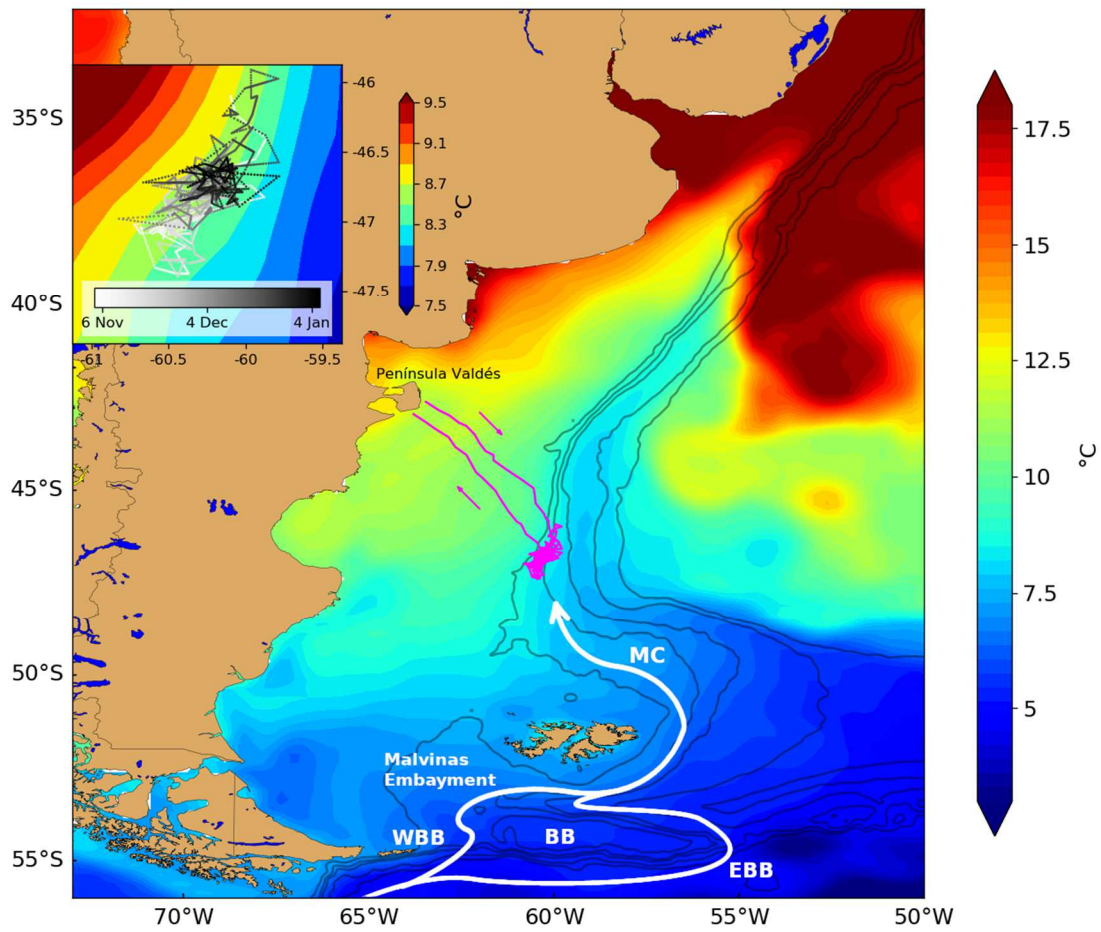 35°S
40°S
45°S
50°S
55°S
70°W
65°W
60°W
55°W
50°W
-46
-46.5
-47
-47.5
-61
-60.5
-60
-59.5
6 Nov
4 Dec
4 Jan
9.5
9.1
8.7
8.3
7.9
7.5
°C
Península Valdés
MC
Malvinas
Embayment
WBB
BB
EBB
17.5
15
12.5
10
7.5
5
°C